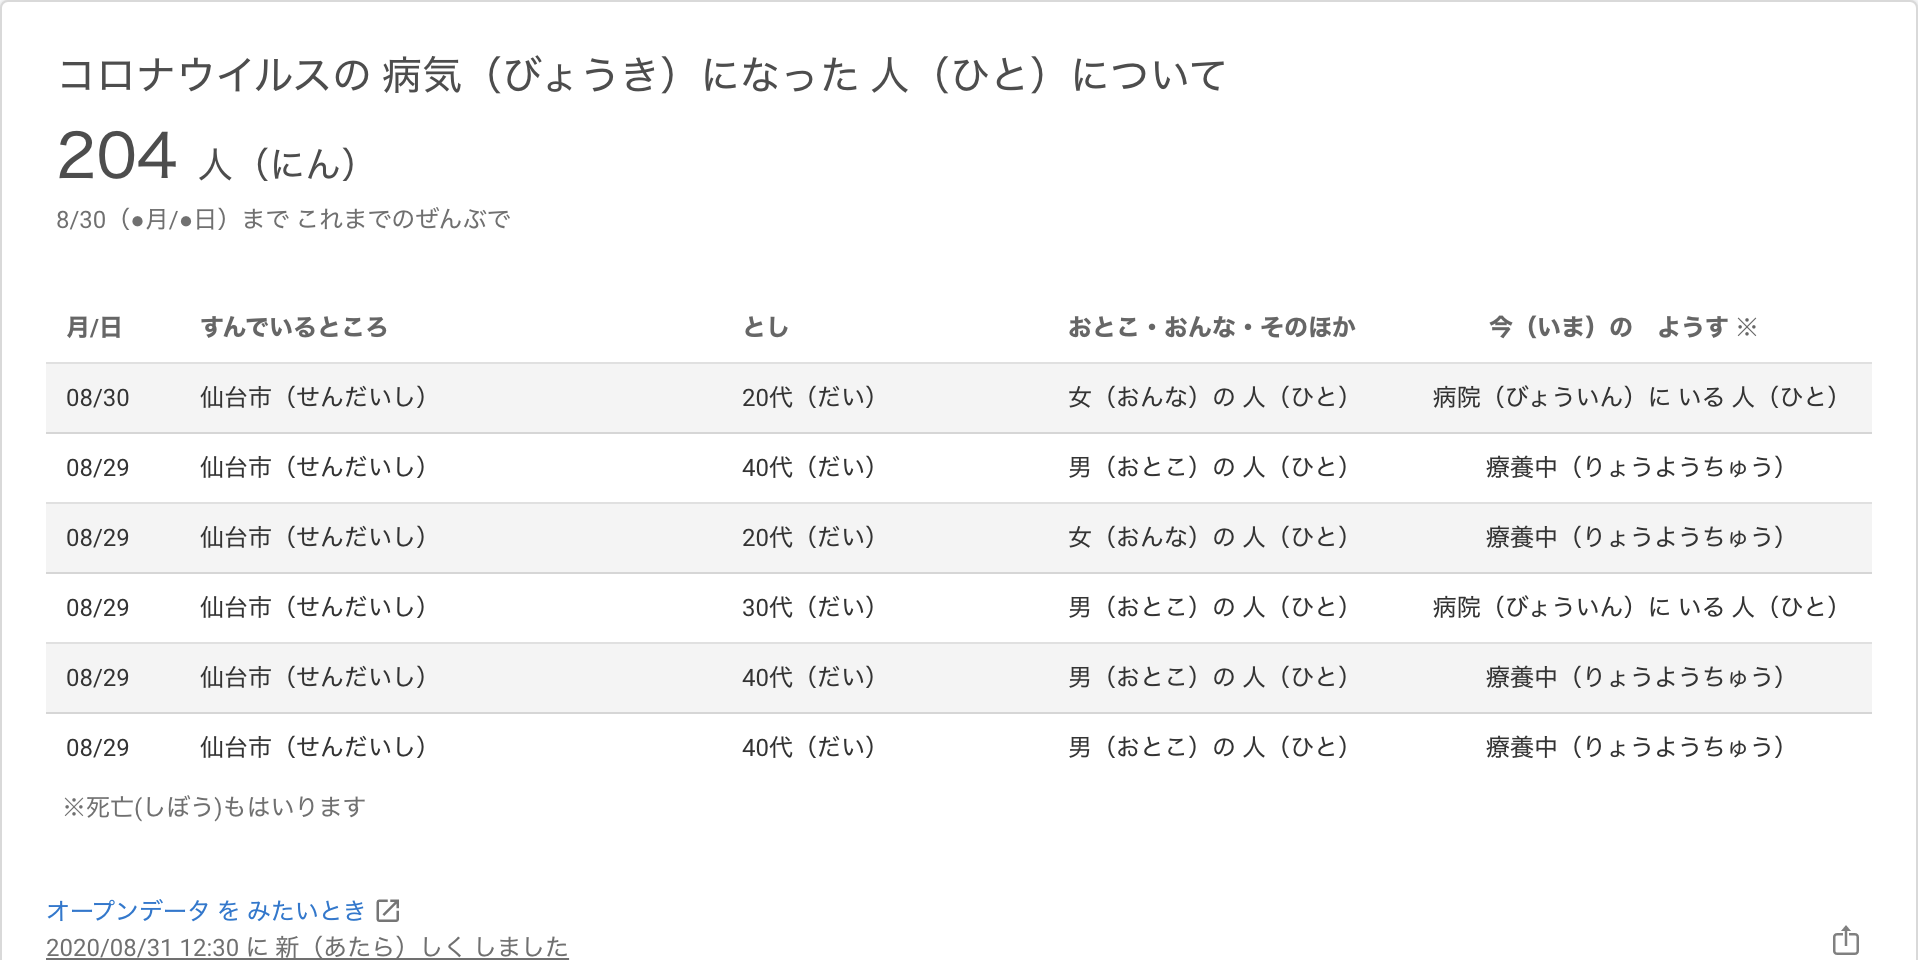 コロナウイルスの 病気（びょうき）になった 人（ひと）について
204 人（にん）
8/30（●月/●日）まで これまでのぜんぶで
月/日 すんでいるところ とし おとこ・おんな・そのほか 今（いま）の　ようす ※
08/30 仙台市（せんだいし） 20代（だい） 女（おんな）の 人（ひと） 病院（びょういん）に いる 人（ひと）
08/29 仙台市（せんだいし） 40代（だい） 男（おとこ）の 人（ひと） 療養中（りょうようちゅう）
08/29 仙台市（せんだいし） 20代（だい） 女（おんな）の 人（ひと） 療養中（りょうようちゅう）
08/29 仙台市（せんだいし） 30代（だい） 男（おとこ）の 人（ひと） 病院（びょういん）に いる 人（ひと）
08/29 仙台市（せんだいし） 40代（だい） 男（おとこ）の 人（ひと） 療養中（りょうようちゅう）
08/29 仙台市（せんだいし） 40代（だい） 男（おとこ）の 人（ひと） 療養中（りょうようちゅう）
※死亡(しぼう)もはいります
オープンデータ を みたいとき
2020/08/31 12:30 に 新（あたら）しく しました